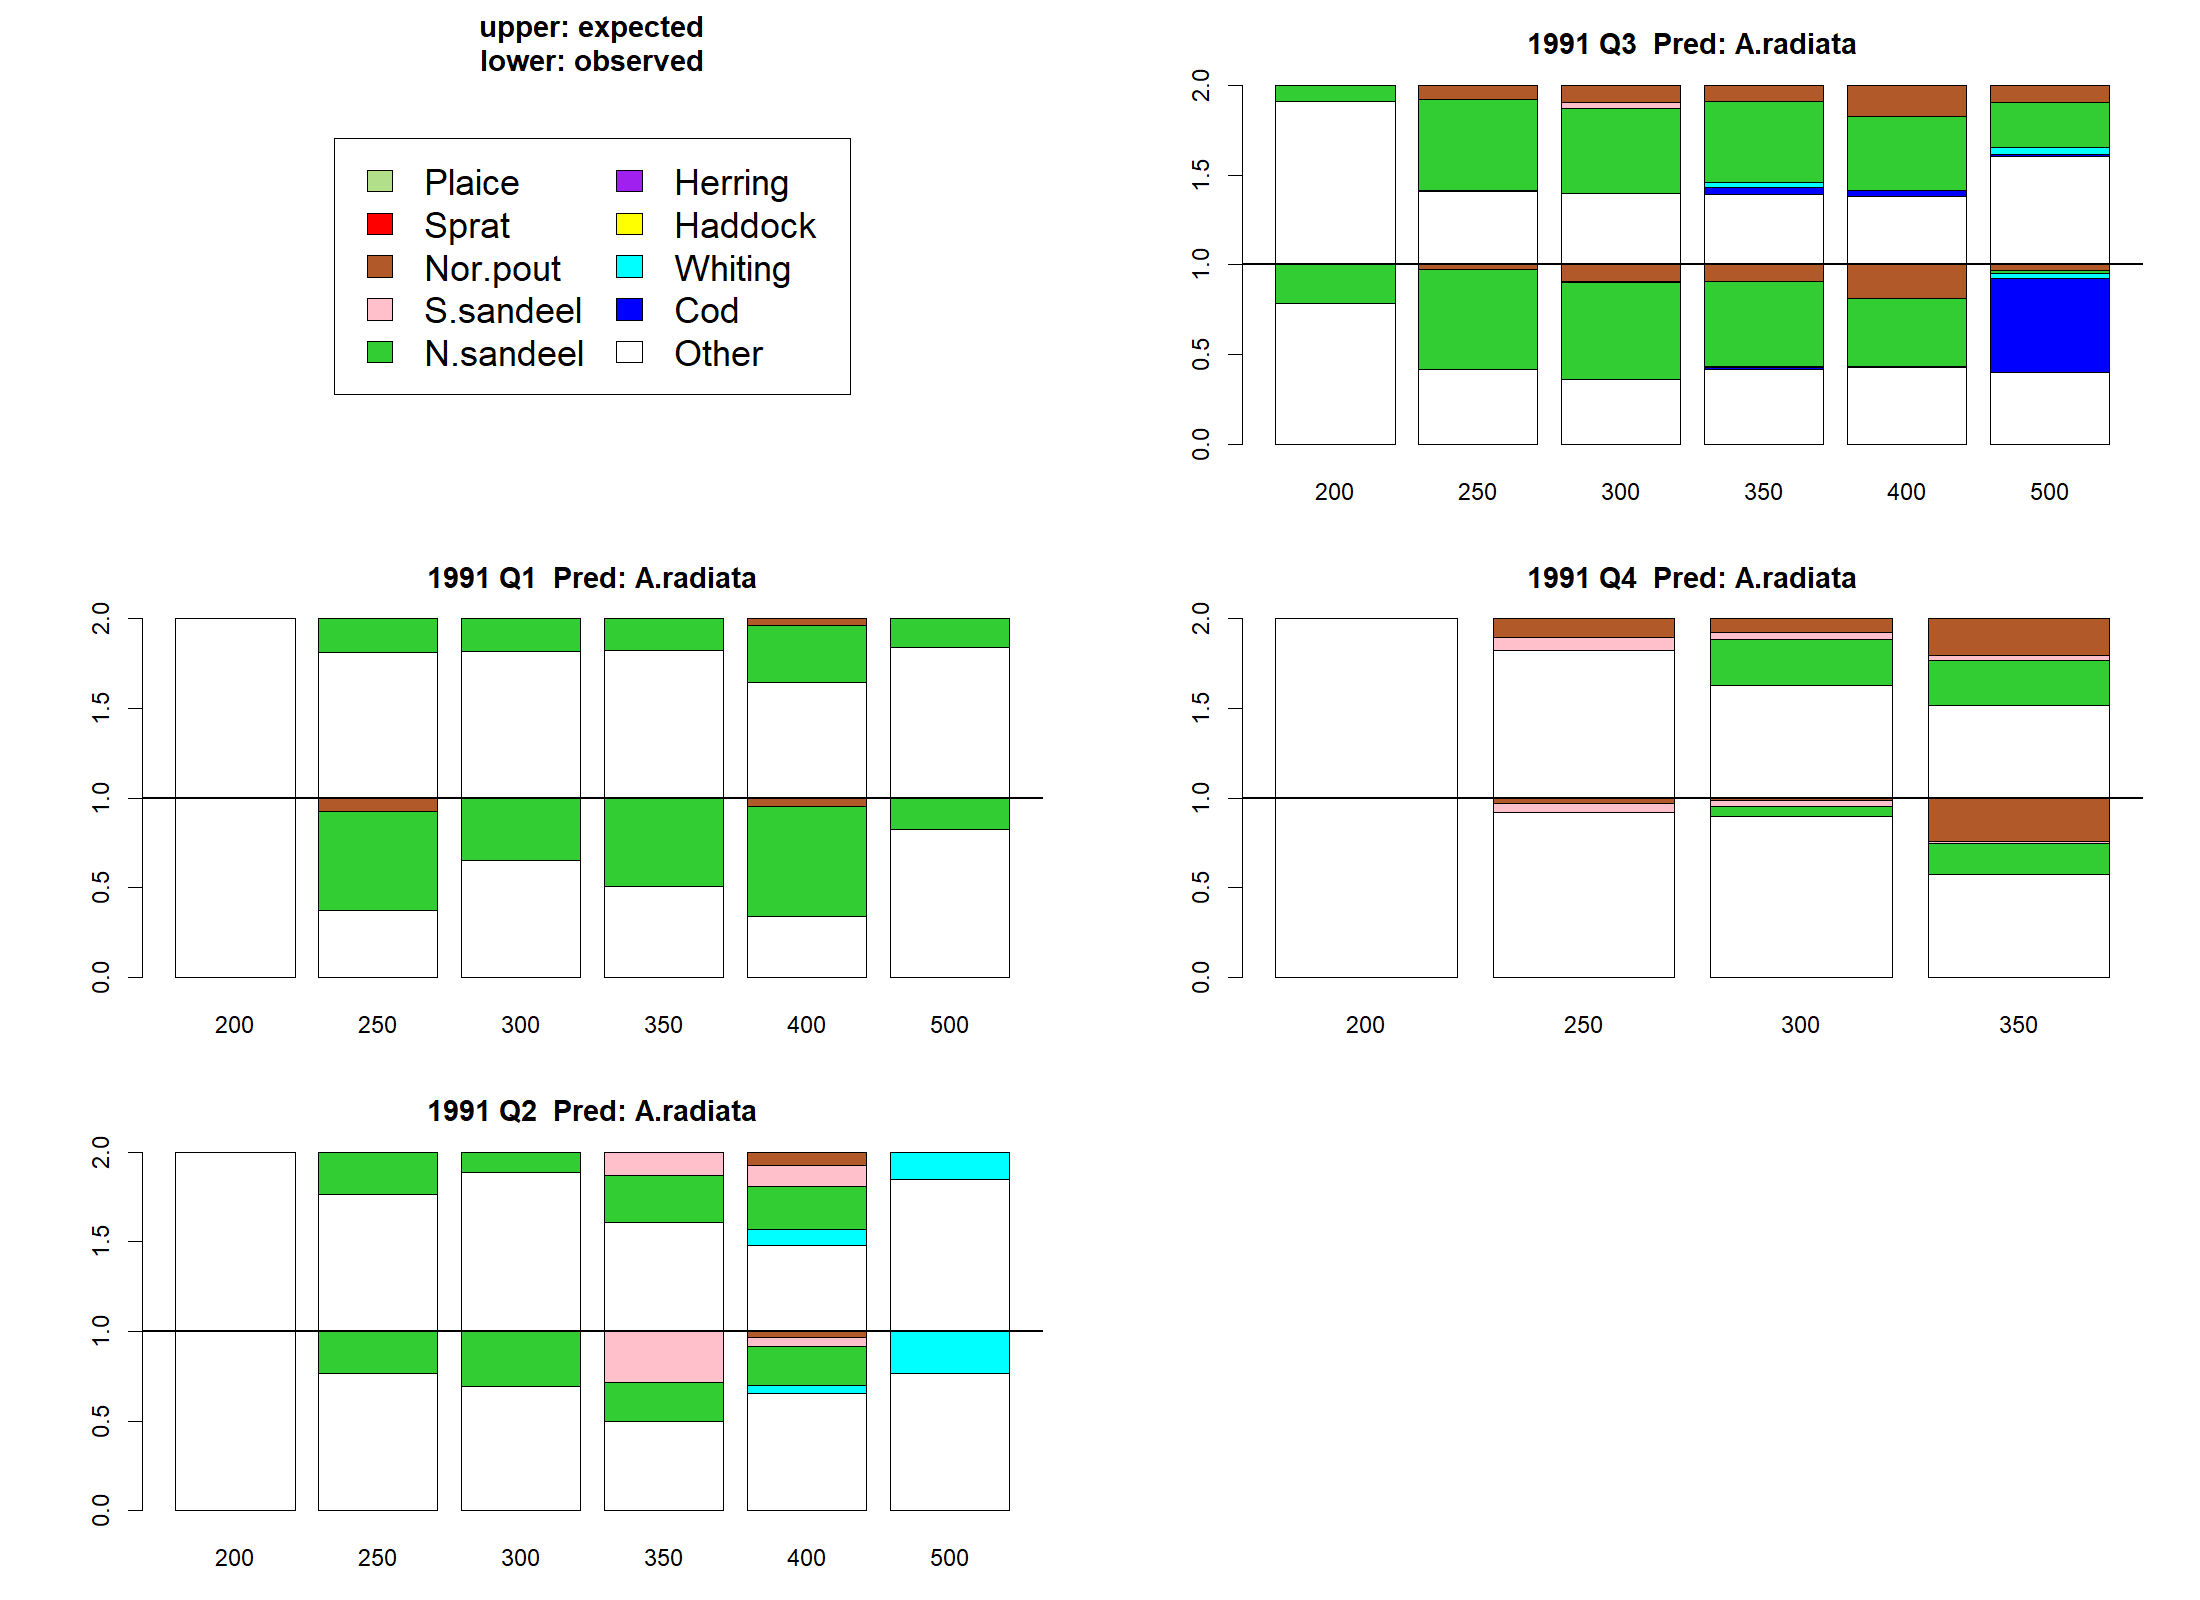 upper: expected
lower: observed
Plaice Herring
Sprat Haddock
Nor.pout Whiting
S.sandeel Cod
N.sandeel Other
1991 Q3 Pred: A.radiata
2.0
1.5
1.0
0.5
0.0
200 250 300 350 400 500
1991 Q1 Pred: A.radiata
2.0
1.5
1.0
0.5
0.0
200 250 300 350 400 500
1991 Q4 Pred: A.radiata
2.0
1.5
1.0
0.5
0.0
200 250 300 350
1991 Q2 Pred: A.radiata
2.0
1.5
1.0
0.5
0.0
200 250 300 350 400 500